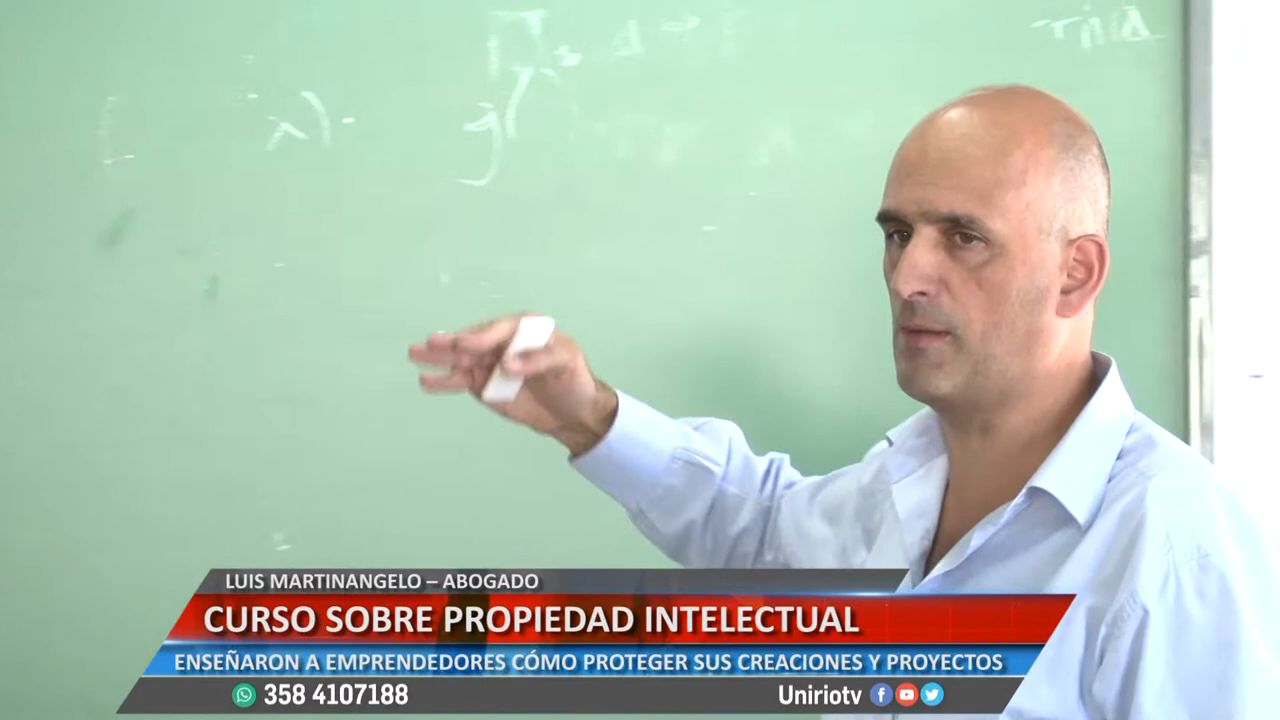 LUIS MARTINANGELO – ABOGADO
CURSO SOBRE PROPIEDAD INTELECTUAL
ENSEÑARON A EMPRENDEDORES CÓMO PROTEGER SUS CREACIONES Y PROYECTOS
358 4107188 Uniriotv